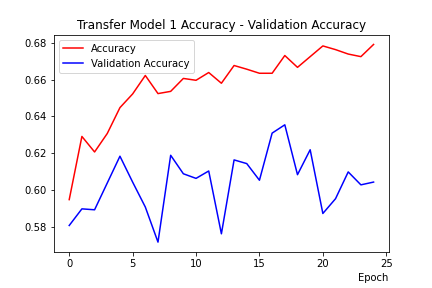 Transfer Model 1 Accuracy - Validation Accuracy
Accuracy
Validation Accuracy
0.68
0.66
0.64
0.62
0.60
0.58
0 5 10 15 20 25
Epoch